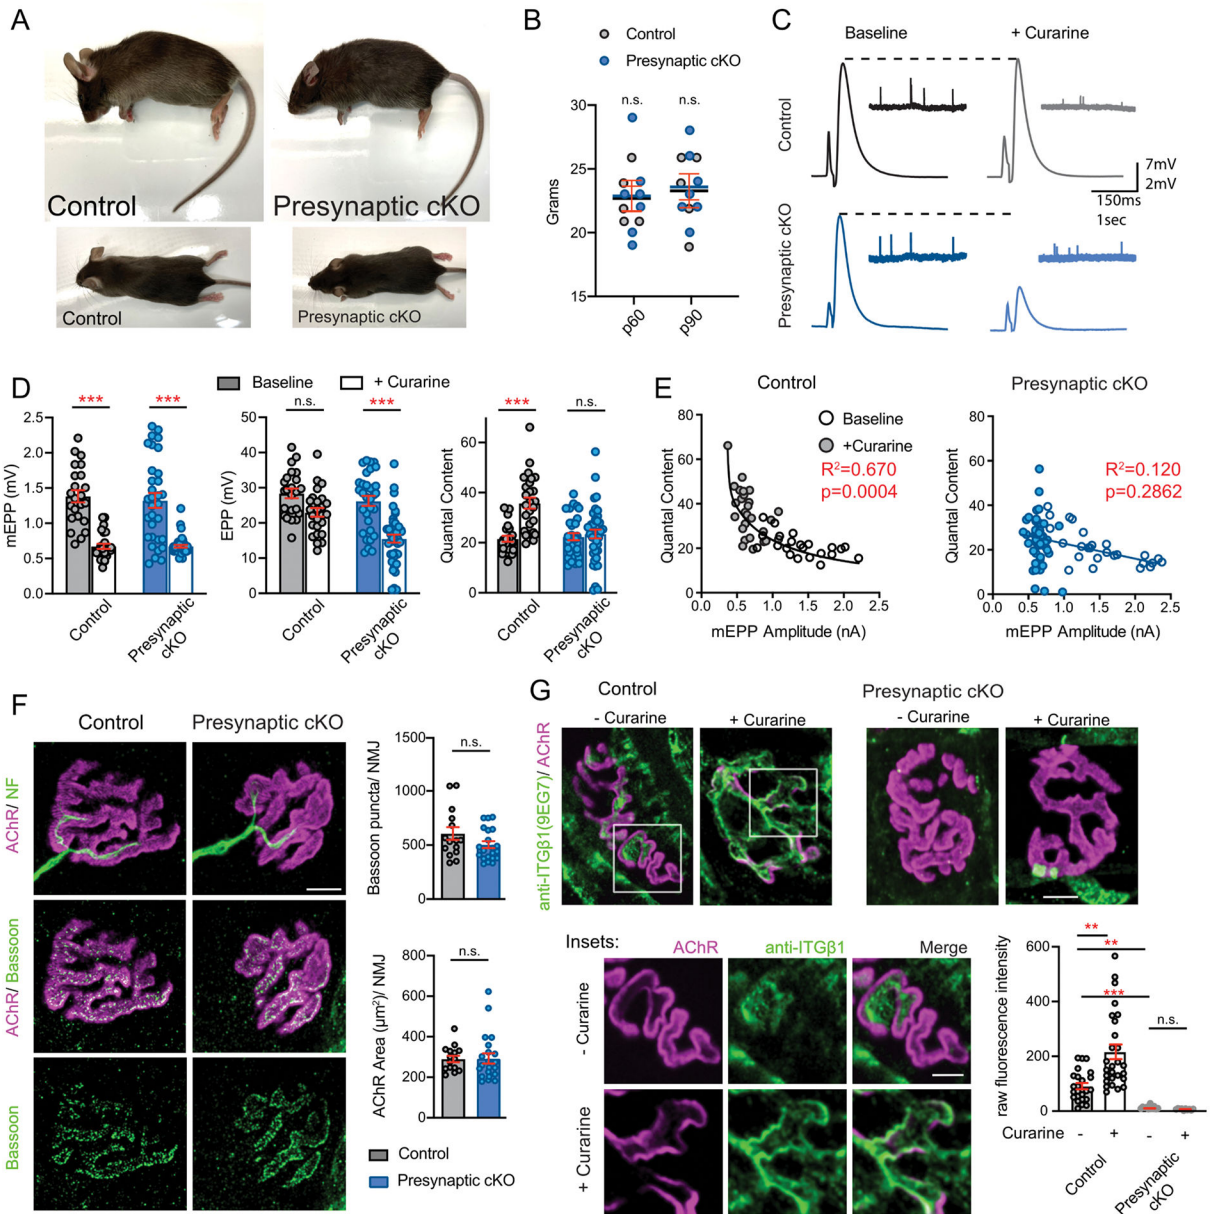 A
Control
Presynaptic cKO
Control
Presynaptic cKO
B
Control
Presynaptic cKO
n.s.
n.s.
30
25
20
15
Grams
p60
p90
C
Baseline
+ Curarine
Control
Presynaptic cKO
7mV
2mV
150ms
1sec
D
Baseline
+ Curarine
***
***
2.5
2.0
1.5
1.0
0.5
0.0
mEPP (mV)
Control
Presynaptic
cKO
n.s.
***
50
40
30
20
10
0
EPP (mV)
Control
Presynaptic
cKO
***
n.s.
60
40
20
0
Quantal Content
Control
Presynaptic
cKO
E
Control
Baseline
+Curarine
R²=0.670
p=0.0004
80
60
40
20
0
Quantal Content
0.0
0.5
1.0
1.5
2.0
2.5
mEPP Amplitude (nA)
Presynaptic cKO
R²=0.120
p=0.2862
80
60
40
20
0
Quantal Content
0.0
0.5
1.0
1.5
2.0
2.5
mEPP Amplitude (nA)
F
Control
Presynaptic cKO
AChR/ NF
AChR/ Bassoon
Bassoon
n.s.
1500
1000
500
0
Bassoon puncta/ NMJ
n.s.
800
600
400
200
0
AChR Area (µm²)/ NMJ
Control
Presynaptic cKO
G
Control
Presynaptic cKO
- Curarine
+ Curarine
- Curarine
+ Curarine
anti-ITGβ1(9EG7)/ AChR
Insets:
AChR
anti-ITGβ1
Merge
- Curarine
+ Curarine
**
**
***
n.s.
600
400
200
0
raw fluorescence intensity
Curarine
-
+
-
+
Control
Presynaptic
cKO